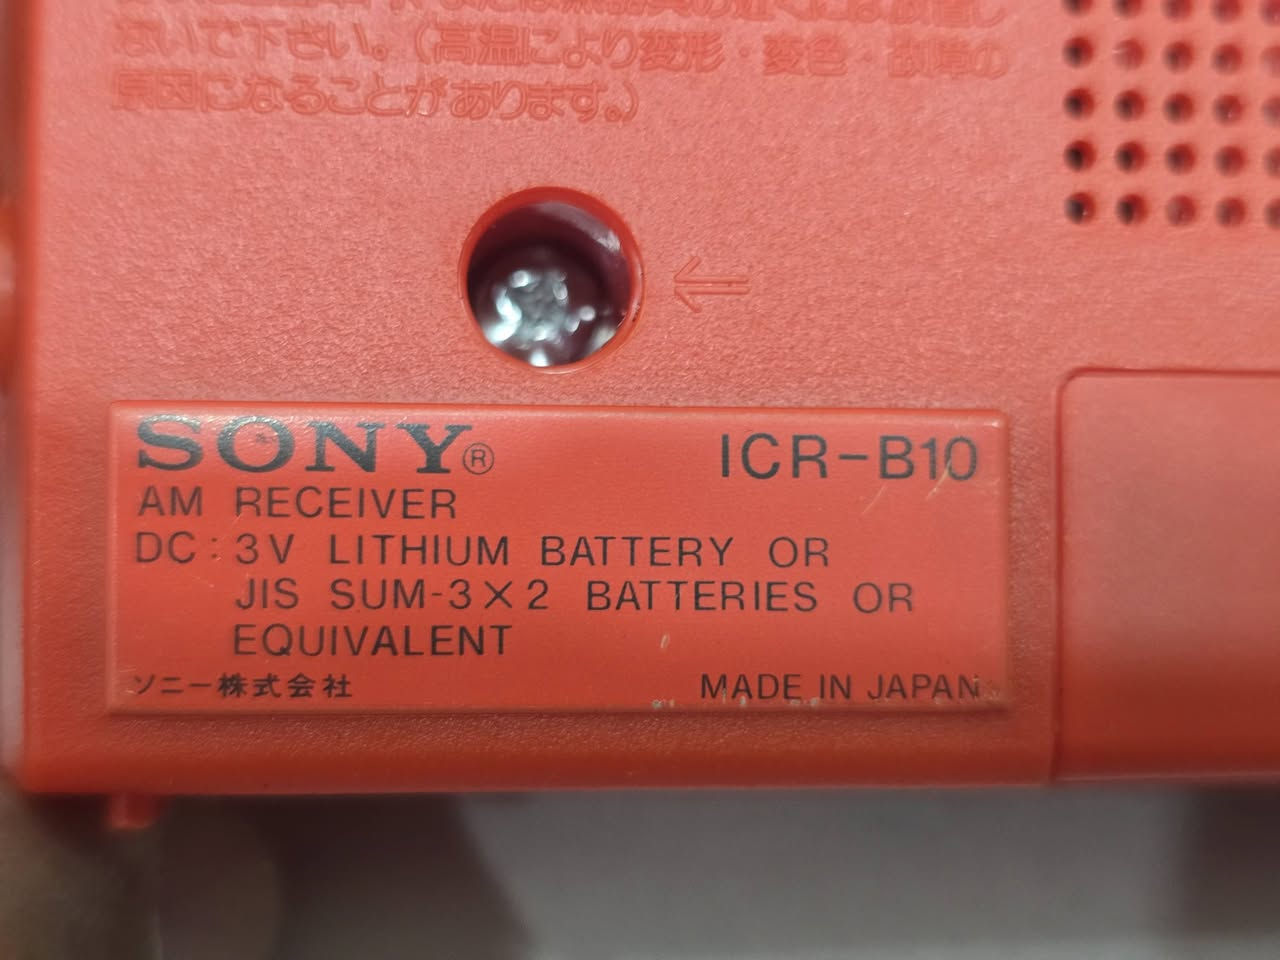 ないで下さい。(高温により変形・変色・故障の
原因になることがあります。)
SONY® ICR-B10
AM RECEIVER
DC: 3V LITHIUM BATTERY OR
JIS SUM-3×2 BATTERIES OR
EQUIVALENT
ソニー株式会社 MADE IN JAPAN